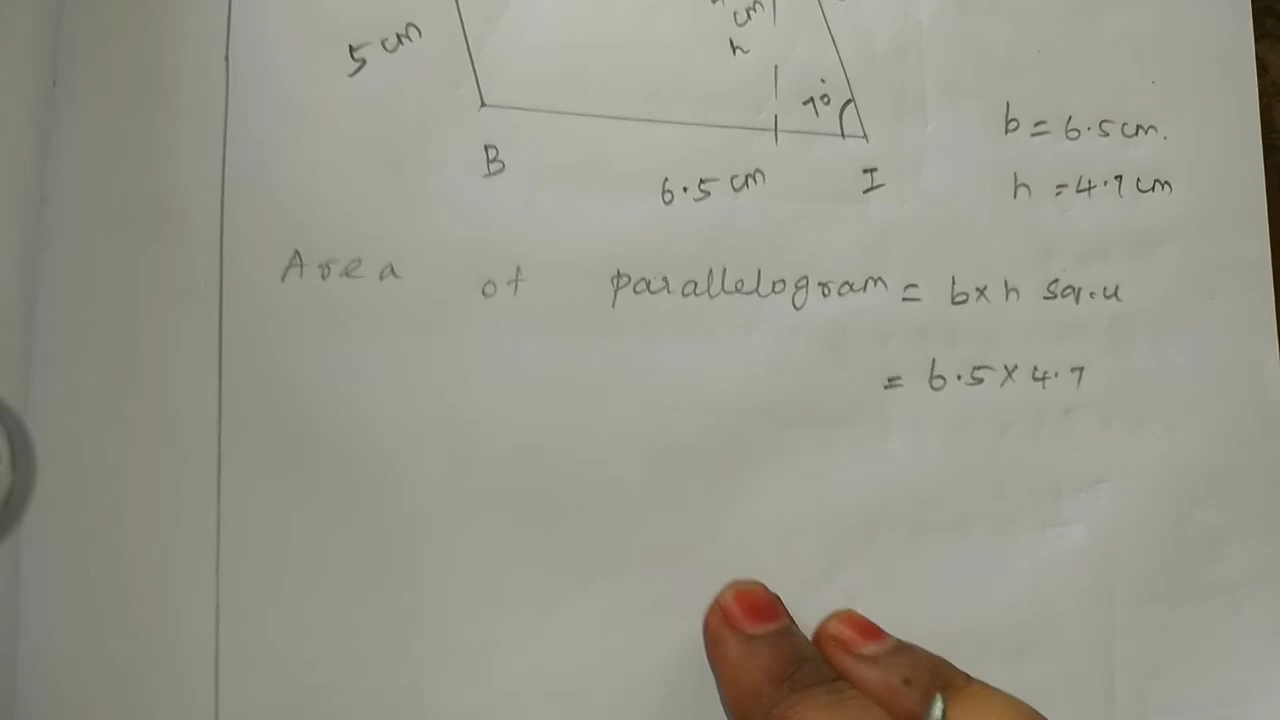 5 cm
cm
h
70°
B
6.5 cm
I
b = 6.5 cm.
h = 4.7 cm
Area of parallelogram = b x h sq.u
= 6.5 x 4.7